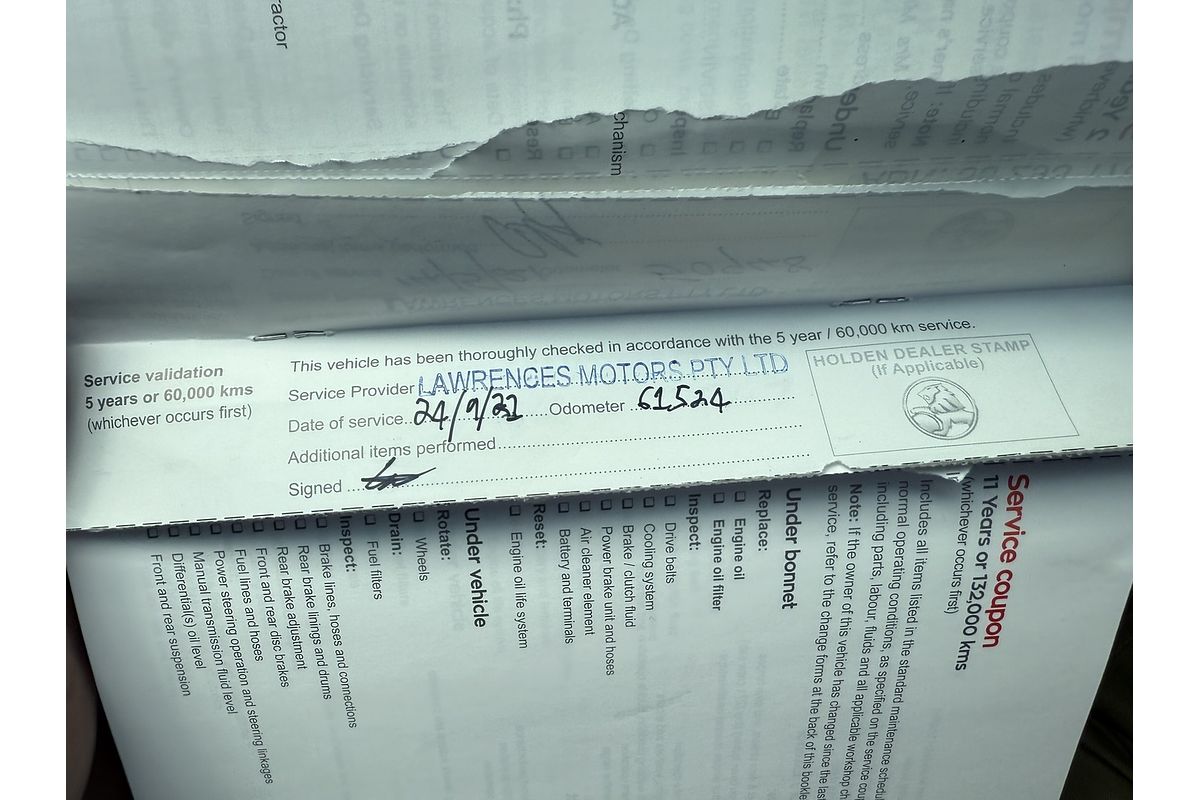 ractor
chanism
Service validation
5 years or 60,000 kms
(whichever occurs first)
This vehicle has been thoroughly checked in accordance with the 5 year / 60,000 km service.
Service Provider LAWRENCES MOTORS PTY LTD
Date of service 24/9/21 Odometer 61524
Additional items performed
Signed
HOLDEN DEALER STAMP
(If Applicable)
Service coupon
11 Years or 132,000 kms
(whichever occurs first)
Includes all items listed in the standard maintenance schedul
normal operating conditions, as specified on the service cou
including parts, labour, fluids and all applicable workshop ch
Note: If the owner of this vehicle has changed since the las
service, refer to the change forms at the back of this bookle
Under bonnet
Replace:
Engine oil
Engine oil filter
Inspect:
Drive belts
Cooling system
Brake / clutch fluid
Power brake unit and hoses
Air cleaner element
Battery and terminals
Reset:
Engine oil life system
Under vehicle
Rotate:
Wheels
Drain:
Fuel filters
Inspect:
Brake lines, hoses and connections
Rear brake linings and drums
Rear brake adjustment
Front and rear disc brakes
Fuel lines and hoses
Power steering operation and steering linkages
Manual transmission fluid level
Differential(s) oil level
Front and rear suspension